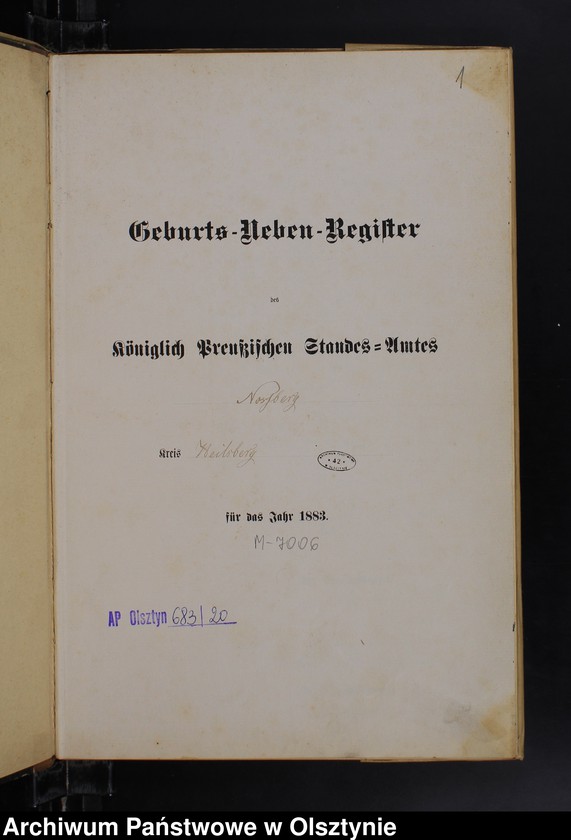 1
Geburts-Neben-Register
des
Königlich Preußischen Standes-Amtes
Kreis Heilsberg
42
für das Jahr 1883.
M-7006
AP Olsztyn 683/20
Archiwum Państwowe w Olsztynie